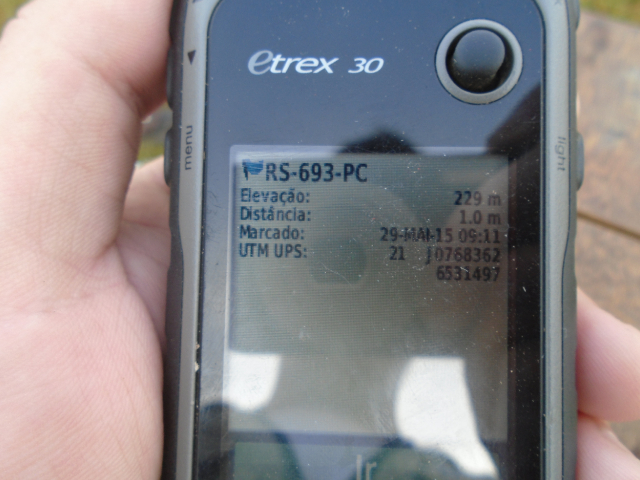 etrex 30
menu
light
RS-693-PC
Elevação: 229 m
Distância: 1.0 m
Marcado: 29-MAI-15 09:11
UTM UPS: 21 J0768362
6531497
Ir